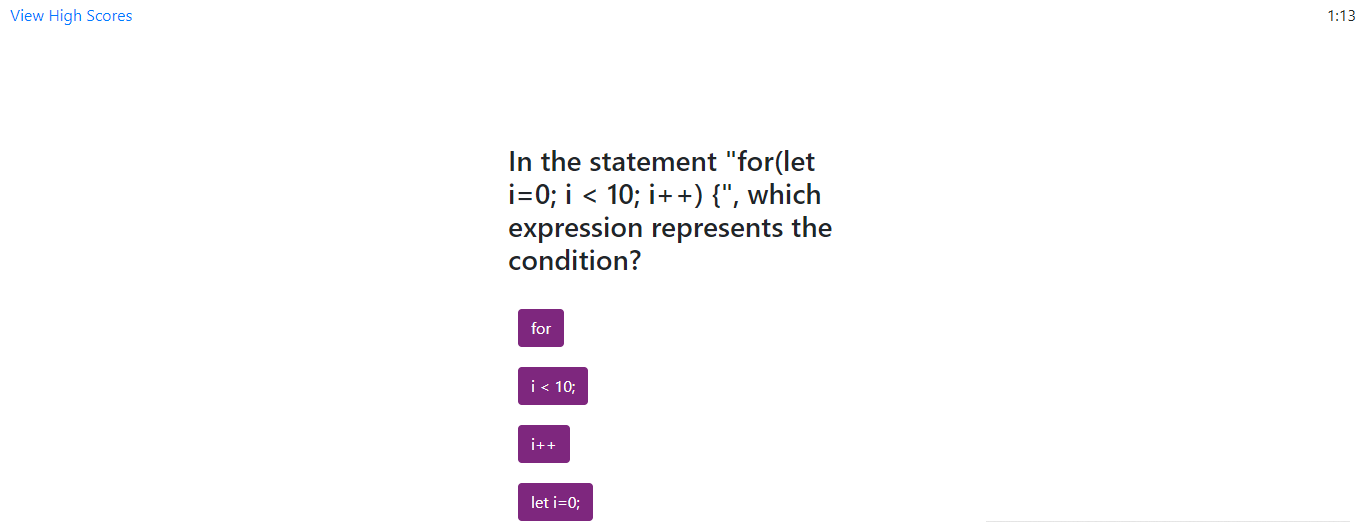 View High Scores
1:13
In the statement "for(let
i=0; i < 10; i++) {", which
expression represents the
condition?
for
i < 10;
i++
let i=0;